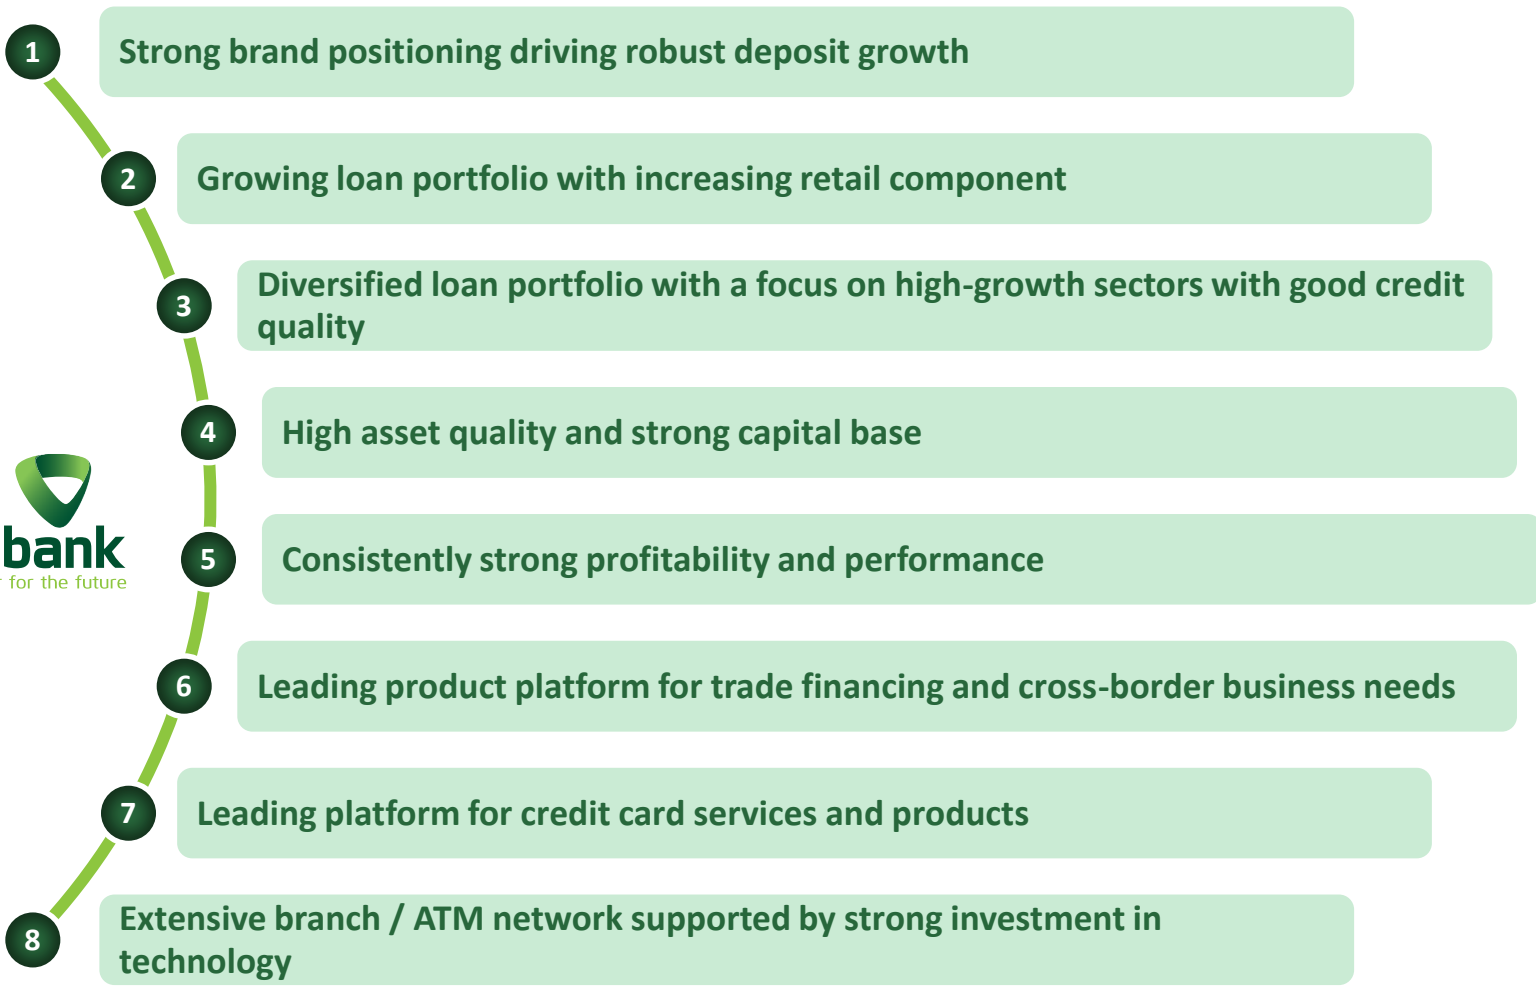 1
Strong brand positioning driving robust deposit growth
2
Growing loan portfolio with increasing retail component
3
Diversified loan portfolio with a focus on high-growth sectors with good credit
quality
4
High asset quality and strong capital base
bank
for the future
5
Consistently strong profitability and performance
6
Leading product platform for trade financing and cross-border business needs
7
Leading platform for credit card services and products
8
Extensive branch / ATM network supported by strong investment in
technology